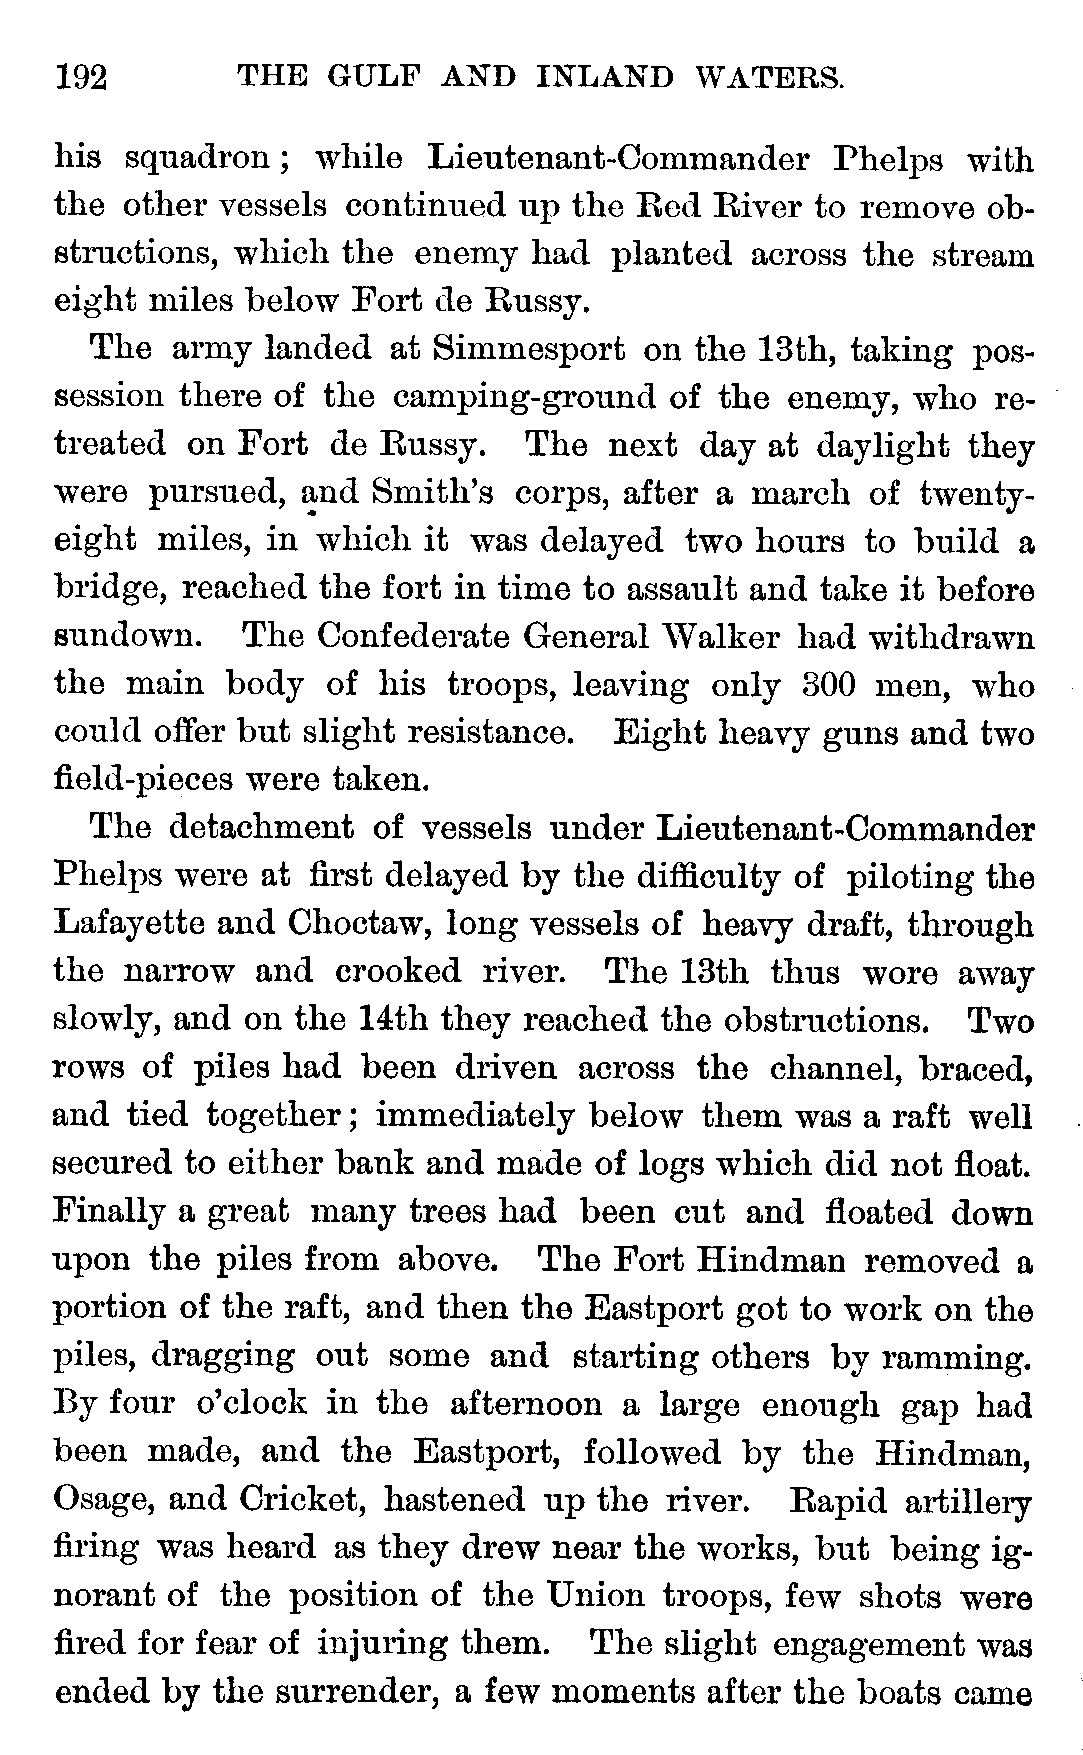 192 THE GULF AND INLAND WATERS.
his squadron ; while Lieutenant-Commander Phelps with
the other vessels continued up the Red River to remove ob-
structions, which the enemy had planted across the stream
eight miles below Fort de Russy.
The army landed at Simmesport on the 13th, taking pos-
session there of the camping-ground of the enemy, who re-
treated on Fort de Russy. The next day at daylight they
were pursued, and Smith's corps, after a march of twenty-
eight miles, in which it was delayed two hours to build a
bridge, reached the fort in time to assault and take it before
sundown. The Confederate General Walker had withdrawn
the main body of his troops, leaving only 300 men, who
could offer but slight resistance. Eight heavy guns and two
field-pieces were taken.
The detachment of vessels under Lieutenant-Commander
Phelps were at first delayed by the difficulty of piloting the
Lafayette and Choctaw, long vessels of heavy draft, through
the narrow and crooked river. The 13th thus wore away
slowly, and on the 14th they reached the obstructions. Two
rows of piles had been driven across the channel, braced,
and tied together ; immediately below them was a raft well
secured to either bank and made of logs which did not float.
Finally a great many trees had been cut and floated down
upon the piles from above. The Fort Hindman removed a
portion of the raft, and then the Eastport got to work on the
piles, dragging out some and starting others by ramming.
By four o'clock in the afternoon a large enough gap had
been made, and the Eastport, followed by the Hindman,
Osage, and Cricket, hastened up the river. Rapid artillery
firing was heard as they drew near the works, but being ig-
norant of the position of the Union troops, few shots were
fired for fear of injuring them. The slight engagement was
ended by the surrender, a few moments after the boats came